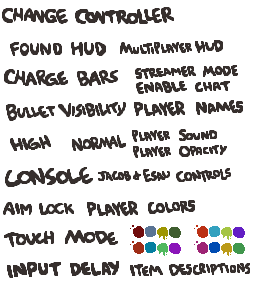 CHANGE CONTROLLER
FOUND HUD MULTIPLAYER HUD
CHARGE BARS STREAMER MODE
ENABLE CHAT
BULLET VISIBILITY PLAYER NAMES
HIGH NORMAL PLAYER SOUND
PLAYER OPACITY
CONSOLE JACOB & ESAU CONTROLS
AIM LOCK PLAYER COLORS
TOUCH MODE
INPUT DELAY ITEM DESCRIPTIONS